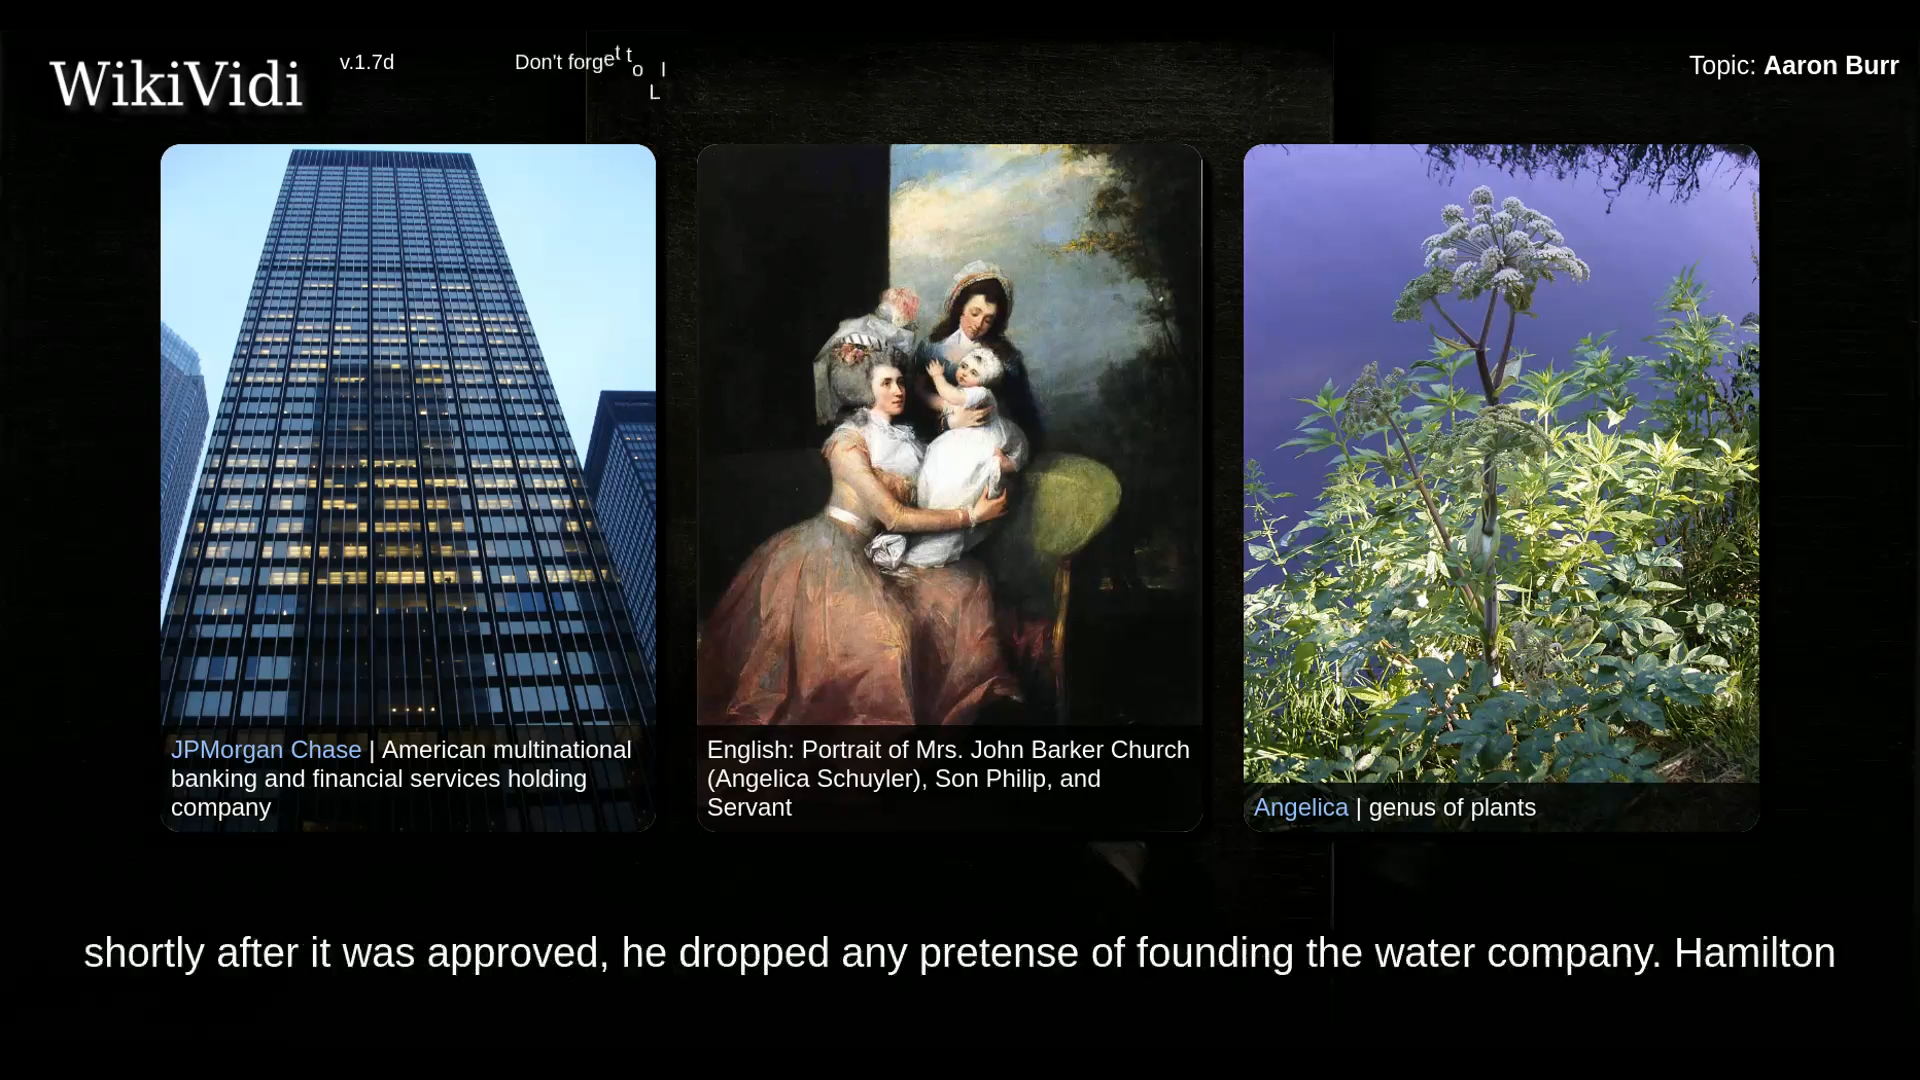 WikiVidi
v.1.7d
Don't forget to L
Topic: Aaron Burr
JPMorgan Chase | American multinational
banking and financial services holding
company
English: Portrait of Mrs. John Barker Church
(Angelica Schuyler), Son Philip, and
Servant
Angelica | genus of plants
shortly after it was approved, he dropped any pretense of founding the water company. Hamilton